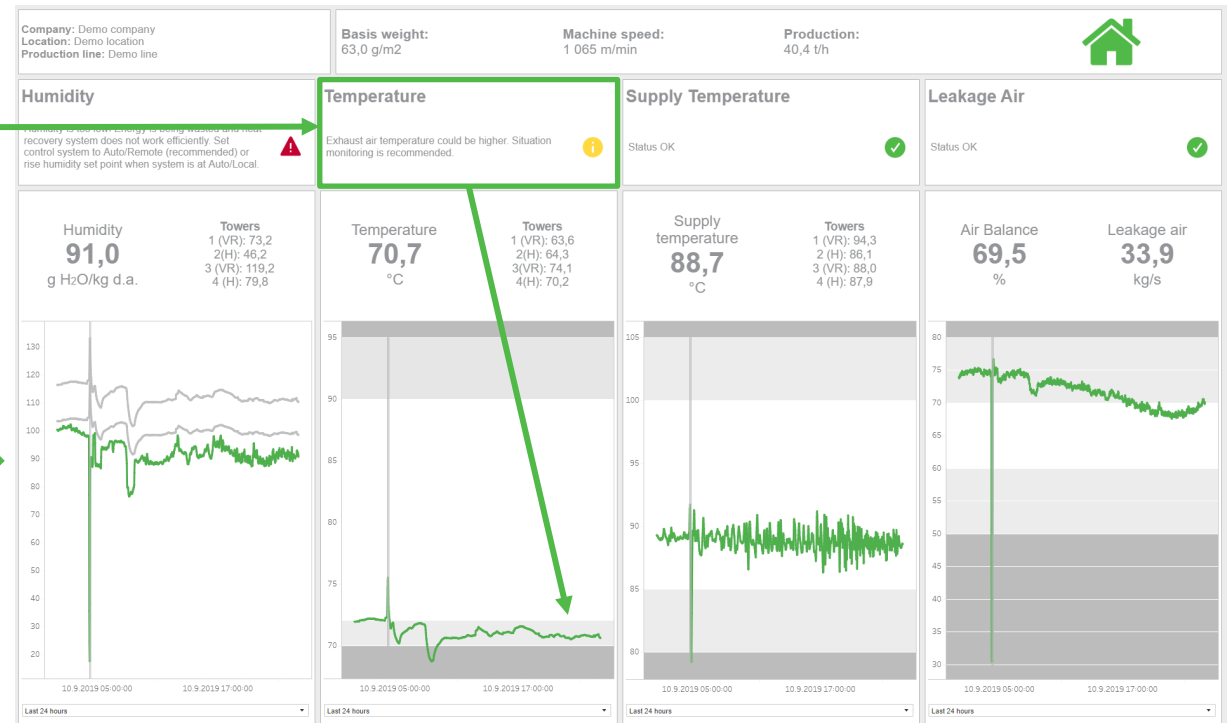 Company: Demo company
Location: Demo location
Production line: Demo line
Basis weight:
63,0 g/m2
Machine speed:
1 065 m/min
Production:
40,4 t/h
Humidity
Humidity is too low. Energy is being wasted and heat
recovery system does not work efficiently. Set
control system to Auto/Remote (recommended) or
rise humidity set point when system is at Auto/Local.
Temperature
Exhaust air temperature could be higher. Situation
monitoring is recommended.
Supply Temperature
Status OK
Leakage Air
Status OK
Humidity
91,0
g H2O/kg d.a.
Towers
1 (VR): 73,2
2(H): 46,2
3 (VR): 119,2
4 (H): 79,8
Temperature
70,7
°C
Towers
1 (VR): 63,6
2(H): 64,3
3(VR): 74,1
4(H): 70,2
Supply
temperature
88,7
°C
Towers
1 (VR): 94,3
2 (H): 86,1
3 (VR): 88,0
4 (H): 87,9
Air Balance
69,5
%
Leakage air
33,9
kg/s
130
120
110
100
90
80
70
60
50
40
30
20
10.9.2019 05:00:00 10.9.2019 17:00:00
Last 24 hours
95
90
85
80
75
70
10.9.2019 05:00:00 10.9.2019 17:00:00
Last 24 hours
105
100
95
90
85
80
10.9.2019 05:00:00 10.9.2019 17:00:00
Last 24 hours
80
75
70
65
60
55
50
45
40
35
30
10.9.2019 05:00:00 10.9.2019 17:00:00
Last 24 hours